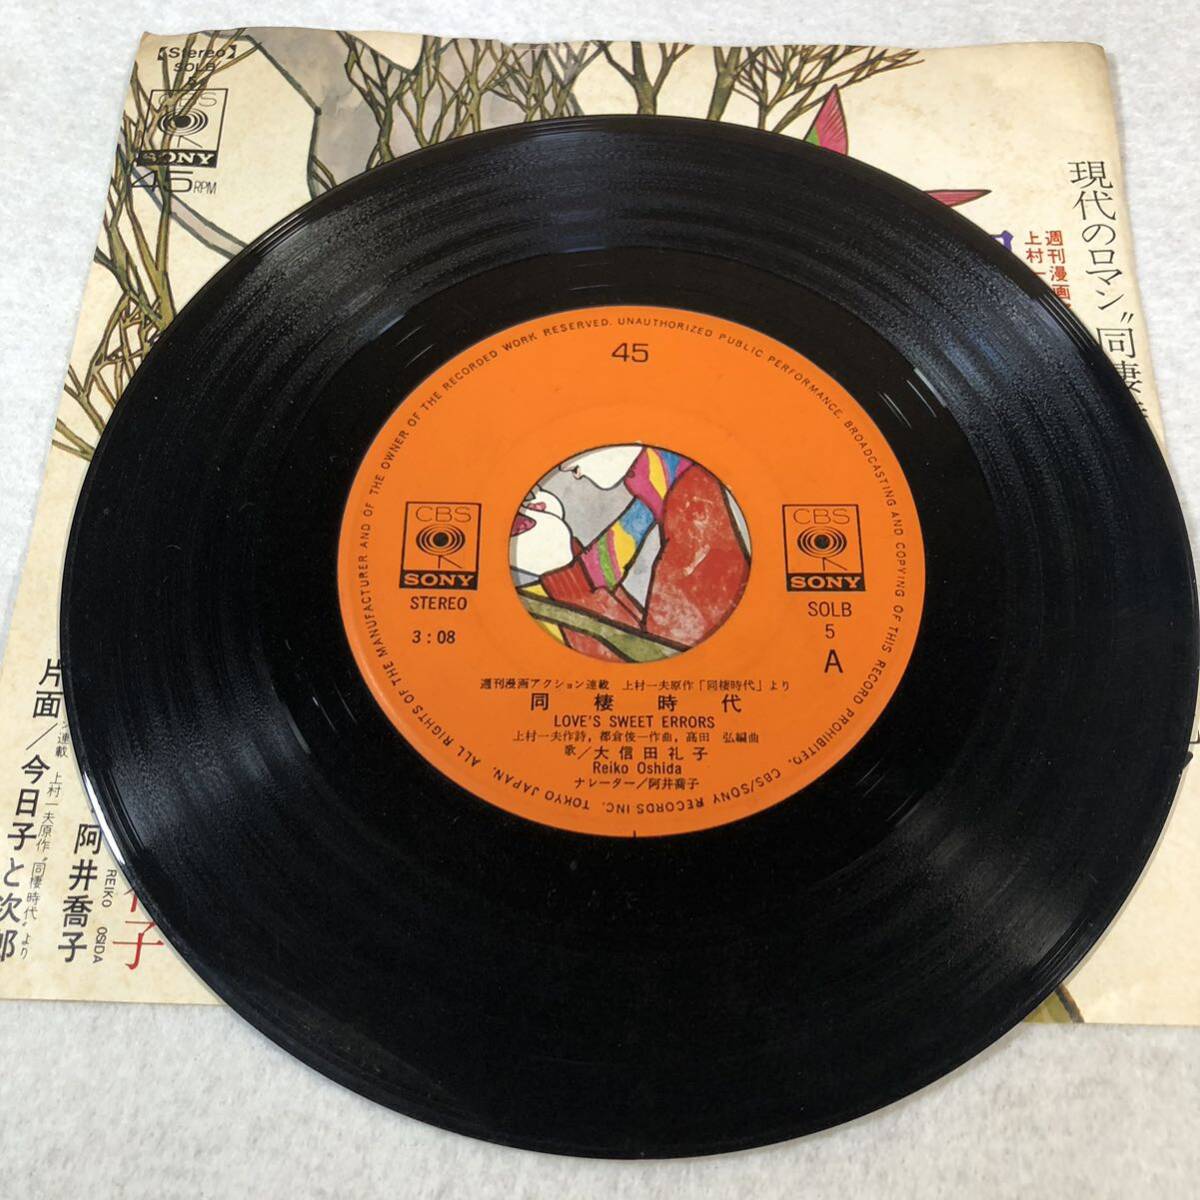 【Stereo】
SOLB
5
CBS
SONY
45RPM
現代のロマン"同棲
週刊漫画
上村一
ALL RIGHTS OF THE MANUFACTURER AND OF THE OWNER OF THE RECORDED WORK RESERVED. UNAUTHORIZED PUBLIC PERFORMANCE, BROADCASTING AND COPYING OF THIS RECORD PROHIBITED. CBS/SONY RECORDS INC. TOKYO JAPAN.
45
CBS
SONY
STEREO
3:08
CBS
SONY
SOLB
5
A
週刊漫画アクション連載 上村一夫原作「同棲時代」より
同棲時代
LOVE'S SWEET ERRORS
上村一夫作詩, 都倉俊一作曲, 高田 弘編曲
歌/大信田礼子
Reiko Oshida
ナレーター/阿井喬子
子
REIKO OSIDA
阿井喬子
ン連載 上村一夫原作"同棲時代"より
片面/今日子と次郎